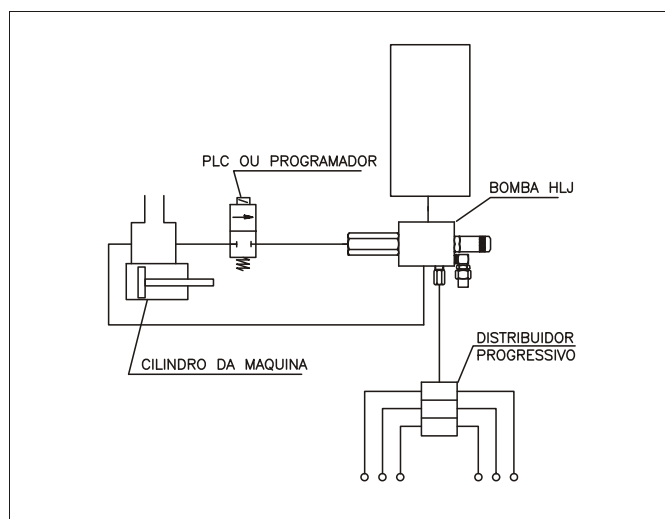 PLC OU PROGRAMADOR
BOMBA HLJ
DISTRIBUIDOR
PROGRESSIVO
CILINDRO DA MAQUINA